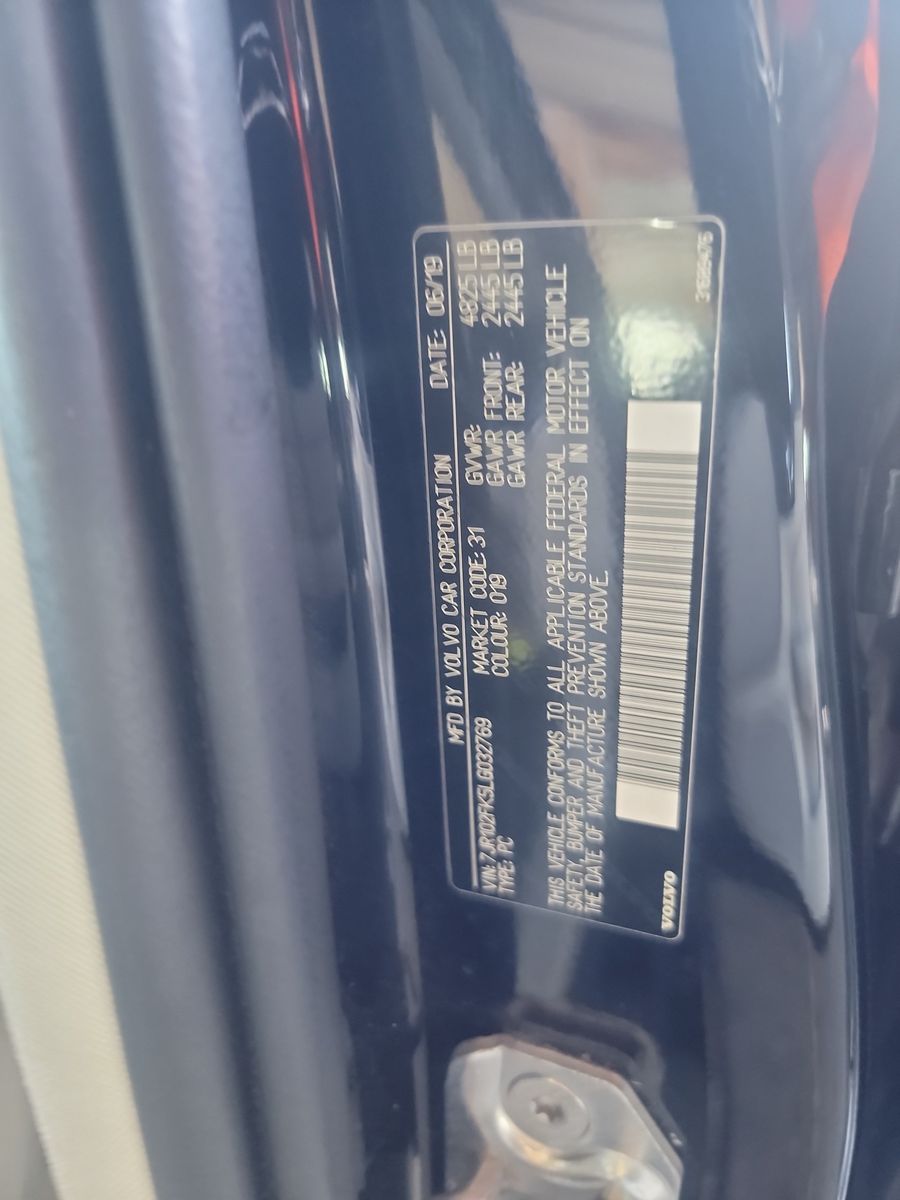 MFD BY VOLVO CAR CORPORATION DATE: 06/19
VIN: 7JR102FK5LG032769 MARKET CODE: 31 GVWR: 4825 LB
TYPE: PC COLOUR: 019 GAWR FRONT: 2445 LB
GAWR REAR: 2445 LB
THIS VEHICLE CONFORMS TO ALL APPLICABLE FEDERAL MOTOR VEHICLE
SAFETY, BUMPER AND THEFT PREVENTION STANDARDS IN EFFECT ON
THE DATE OF MANUFACTURE SHOWN ABOVE.
VOLVO